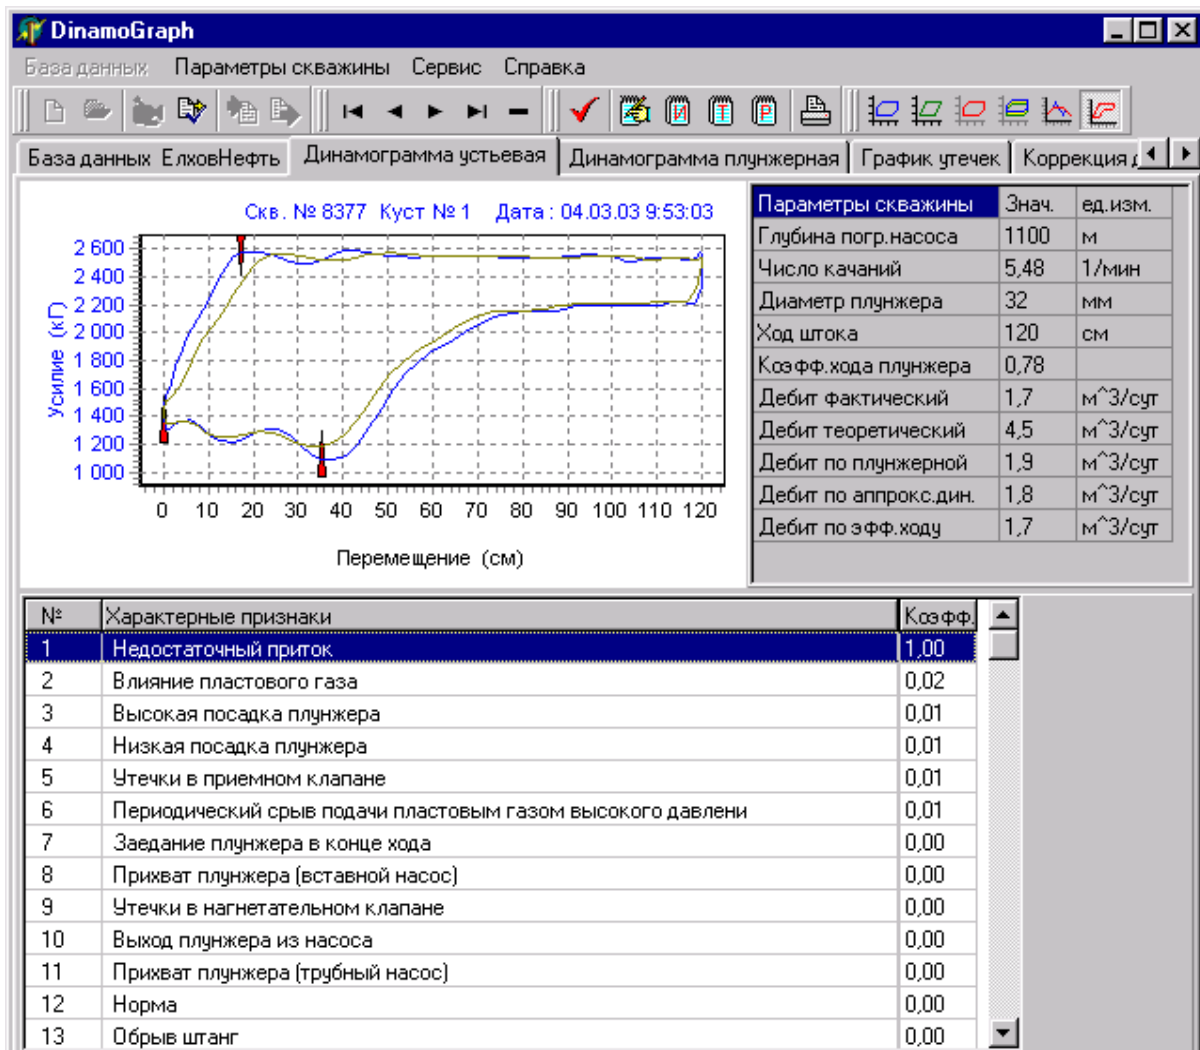 DinamoGraph
База данных Параметры скважины Сервис Справка
И Т Р
База данных ЕлховНефть Динамограмма устьевая Динамограмма плунжерная График утечек Коррекция д
Скв. № 8377 Куст № 1 Дата : 04.03.03 9:53:03
Усилие (кГ)
2 600
2 400
2 200
2 000
1 800
1 600
1 400
1 200
1 000
0 10 20 30 40 50 60 70 80 90 100 110 120
Перемещение (см)
Параметры скважины Знач. ед.изм.
Глубина погр.насоса 1100 м
Число качаний 5,48 1/мин
Диаметр плунжера 32 мм
Ход штока 120 см
Коэфф.хода плунжера 0,78
Дебит фактический 1,7 м^3/сут
Дебит теоретический 4,5 м^3/сут
Дебит по плунжерной 1,9 м^3/сут
Дебит по аппрокс.дин. 1,8 м^3/сут
Дебит по эфф.ходу 1,7 м^3/сут
№ Характерные признаки Коэфф.
1 Недостаточный приток 1,00
2 Влияние пластового газа 0,02
3 Высокая посадка плунжера 0,01
4 Низкая посадка плунжера 0,01
5 Утечки в приемном клапане 0,01
6 Периодический срыв подачи пластовым газом высокого давлени 0,01
7 Заедание плунжера в конце хода 0,00
8 Прихват плунжера (вставной насос) 0,00
9 Утечки в нагнетательном клапане 0,00
10 Выход плунжера из насоса 0,00
11 Прихват плунжера (трубный насос) 0,00
12 Норма 0,00
13 Обрыв штанг 0,00